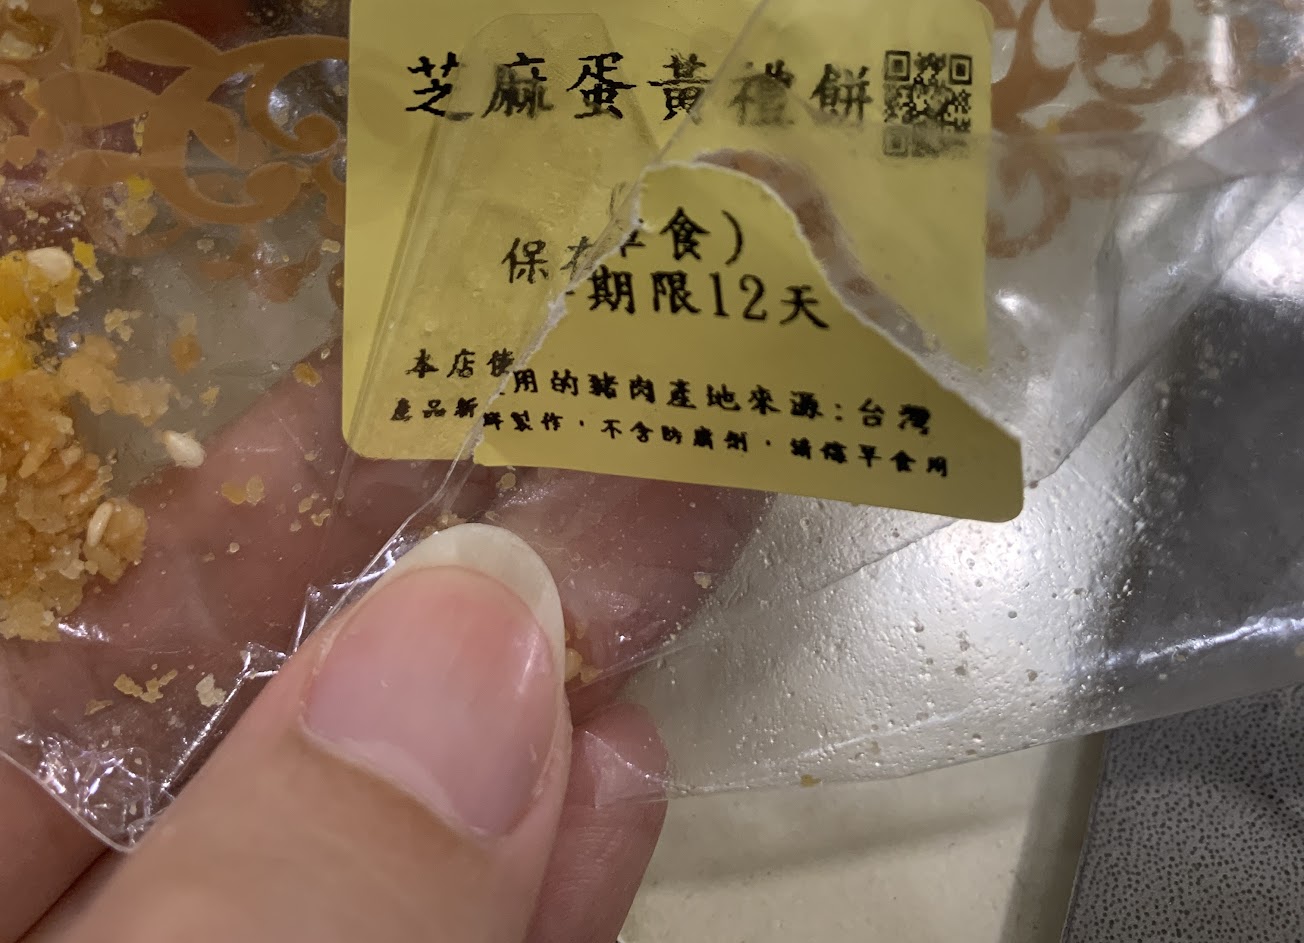 芝麻蛋黃禮餅
食)
保存期限12天
本店使用的豬肉產地來源:台灣
產品新鮮製作,不含防腐劑,請儘早食用